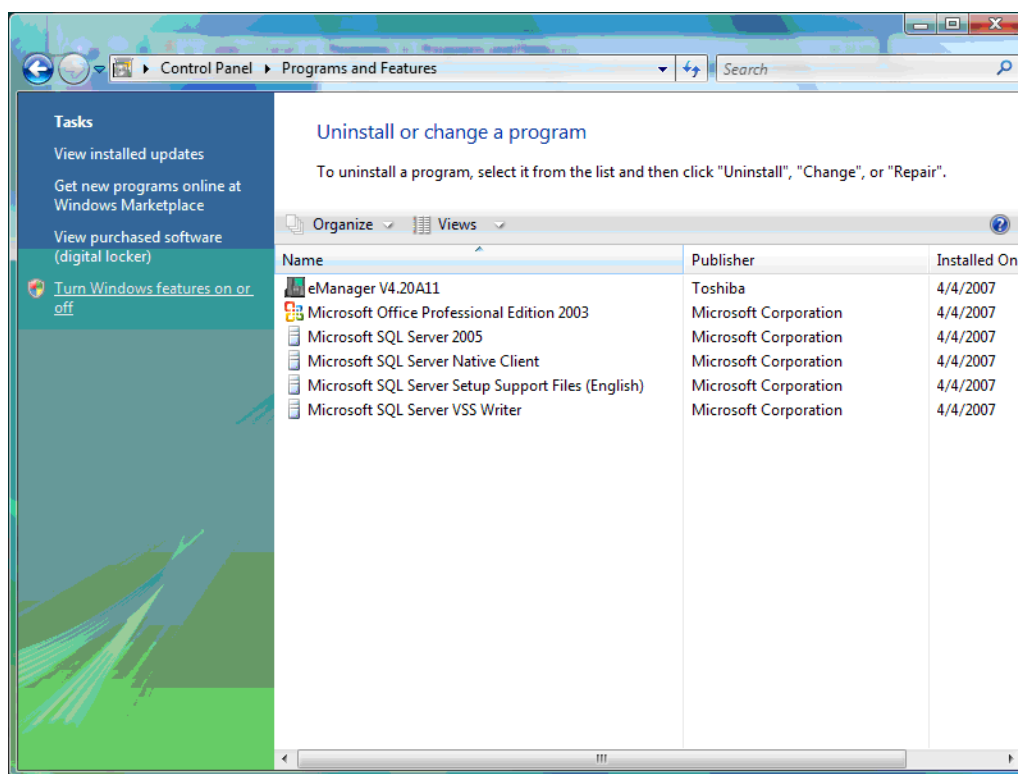 Control Panel Programs and Features
Search
Tasks
View installed updates
Get new programs online at
Windows Marketplace
View purchased software
(digital locker)
Turn Windows features on or
off
Uninstall or change a program
To uninstall a program, select it from the list and then click "Uninstall", "Change", or "Repair".
Organize Views
Name Publisher Installed On
eManager V4.20A11 Toshiba 4/4/2007
Microsoft Office Professional Edition 2003 Microsoft Corporation 4/4/2007
Microsoft SQL Server 2005 Microsoft Corporation 4/4/2007
Microsoft SQL Server Native Client Microsoft Corporation 4/4/2007
Microsoft SQL Server Setup Support Files (English) Microsoft Corporation 4/4/2007
Microsoft SQL Server VSS Writer Microsoft Corporation 4/4/2007